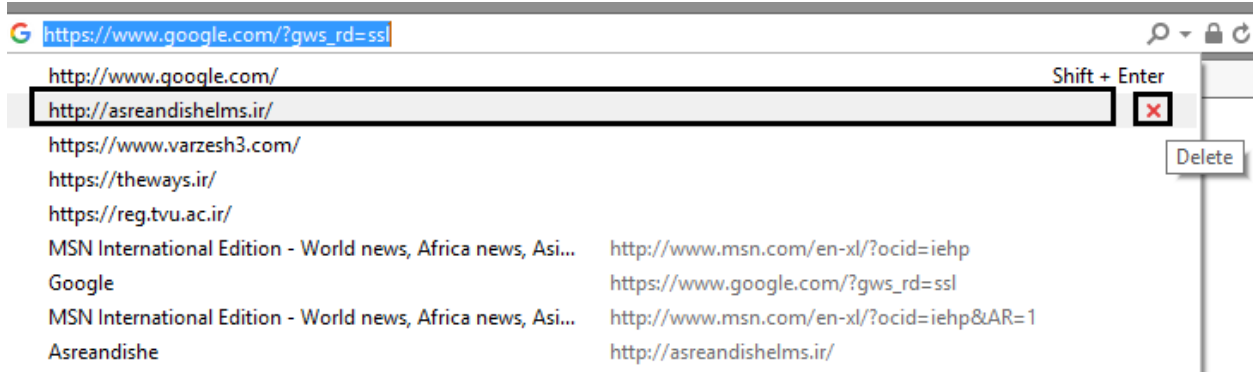 https://www.google.com/?gws_rd=ssl
http://www.google.com/ Shift + Enter
http://asreandishelms.ir/
https://www.varzesh3.com/
Delete
https://theways.ir/
https://reg.tvu.ac.ir/
MSN International Edition - World news, Africa news, Asi... http://www.msn.com/en-xl/?ocid=iehp
Google https://www.google.com/?gws_rd=ssl
MSN International Edition - World news, Africa news, Asi... http://www.msn.com/en-xl/?ocid=iehp&AR=1
Asreandishe http://asreandishelms.ir/